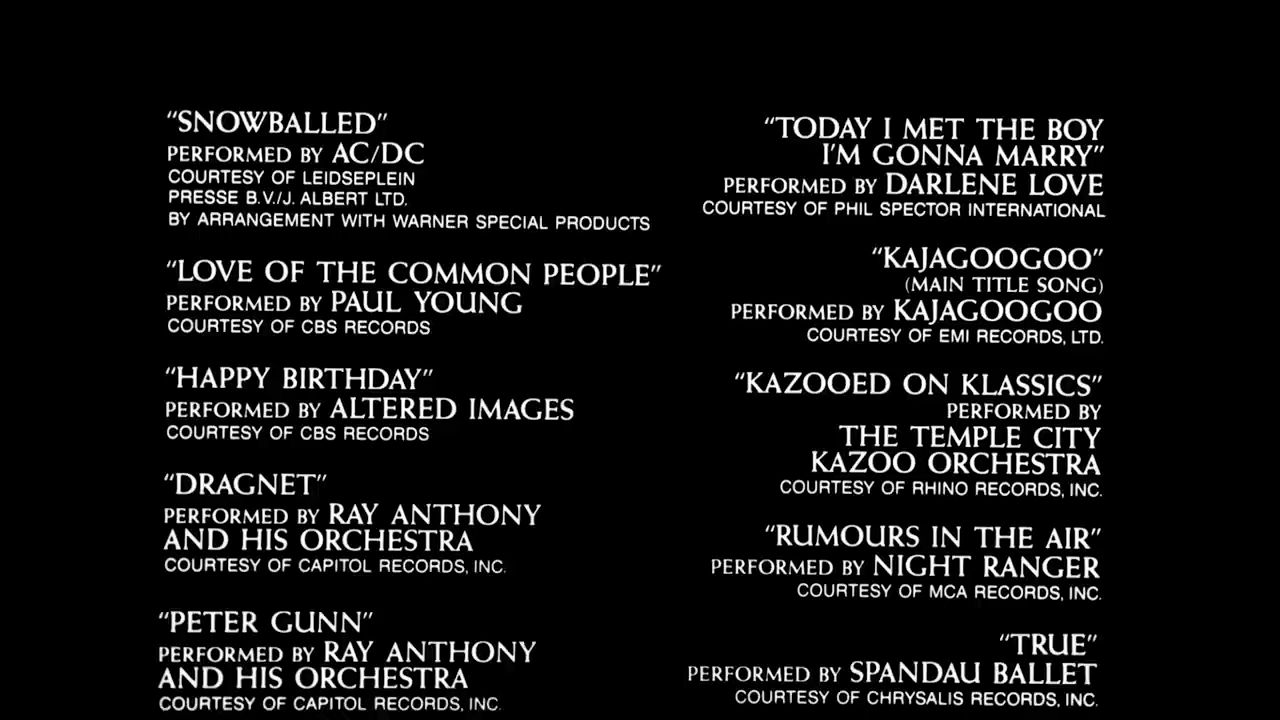 “SNOWBALLED”
PERFORMED BY AC/DC
COURTESY OF LEIDSEPLEIN
PRESSE B.V./J. ALBERT LTD.
BY ARRANGEMENT WITH WARNER SPECIAL PRODUCTS
“LOVE OF THE COMMON PEOPLE”
PERFORMED BY PAUL YOUNG
COURTESY OF CBS RECORDS
“HAPPY BIRTHDAY”
PERFORMED BY ALTERED IMAGES
COURTESY OF CBS RECORDS
“DRAGNET”
PERFORMED BY RAY ANTHONY
AND HIS ORCHESTRA
COURTESY OF CAPITOL RECORDS, INC.
“PETER GUNN”
PERFORMED BY RAY ANTHONY
AND HIS ORCHESTRA
COURTESY OF CAPITOL RECORDS, INC.
“TODAY I MET THE BOY
I’M GONNA MARRY”
PERFORMED BY DARLENE LOVE
COURTESY OF PHIL SPECTOR INTERNATIONAL
“KAJAGOOGOO”
(MAIN TITLE SONG)
PERFORMED BY KAJAGOOGOO
COURTESY OF EMI RECORDS, LTD.
“KAZOOED ON KLASSICS”
PERFORMED BY
THE TEMPLE CITY
KAZOO ORCHESTRA
COURTESY OF RHINO RECORDS, INC.
“RUMOURS IN THE AIR”
PERFORMED BY NIGHT RANGER
COURTESY OF MCA RECORDS, INC.
“TRUE”
PERFORMED BY SPANDAU BALLET
COURTESY OF CHRYSALIS RECORDS, INC.